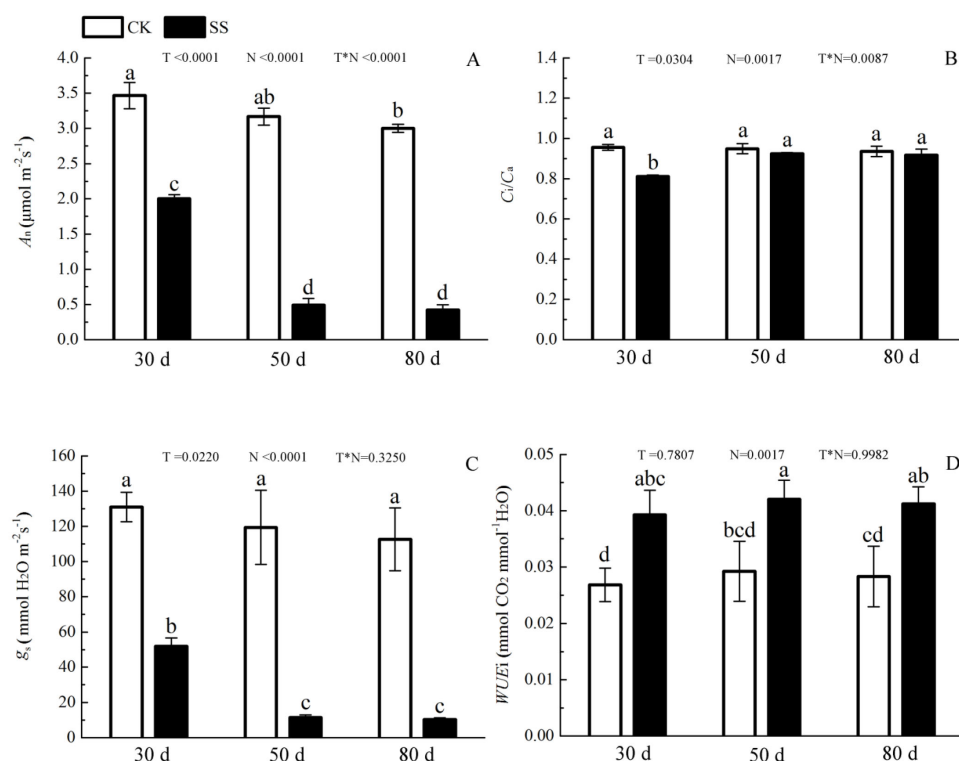 CK SS
T <0.0001 N <0.0001 T*N <0.0001 A
4.0
3.5
3.0
2.5
2.0
1.5
1.0
0.5
0.0
An (μmol m-2s-1)
a
c
ab
d
b
d
30 d 50 d 80 d
T =0.0304 N=0.0017 T*N=0.0087 B
1.4
1.2
1.0
0.8
0.6
0.4
0.2
0.0
Ci/Ca
a
b
a
a
a
a
30 d 50 d 80 d
T =0.0220 N <0.0001 T*N=0.3250 C
160
140
120
100
80
60
40
20
0
gs ( mmol H2O m-2s-1)
a
b
a
c
a
c
30 d 50 d 80 d
T =0.7807 N=0.0017 T*N=0.9982 D
0.05
0.04
0.03
0.02
0.01
0.00
WUEi (mmol CO2 mmol-1H2O)
d
abc
bcd
a
cd
ab
30 d 50 d 80 d